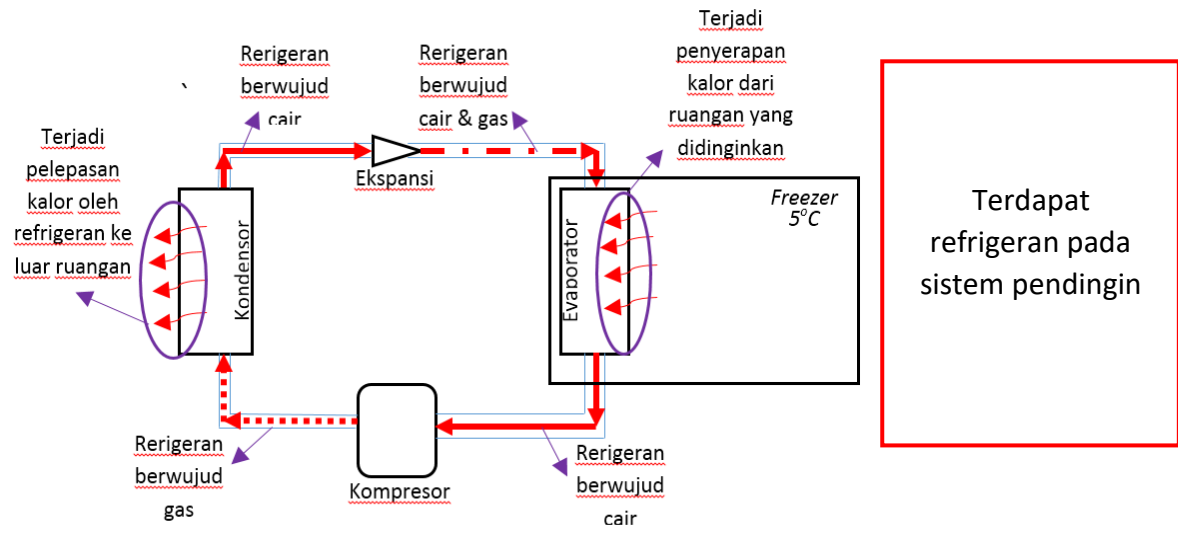 Terjadi
penyerapan
kalor dari
ruangan yang
didinginkan
Rerigeran
berwujud
cair
Rerigeran
berwujud
cair & gas
`
Terjadi
pelepasan
kalor oleh
refrigeran ke
luar ruangan
Ekspansi
Kondensor
Evaporator
Freezer
5°C
Terdapat
refrigeran pada
sistem pendingin
Rerigeran
berwujud
gas
Kompresor
Rerigeran
berwujud
cair